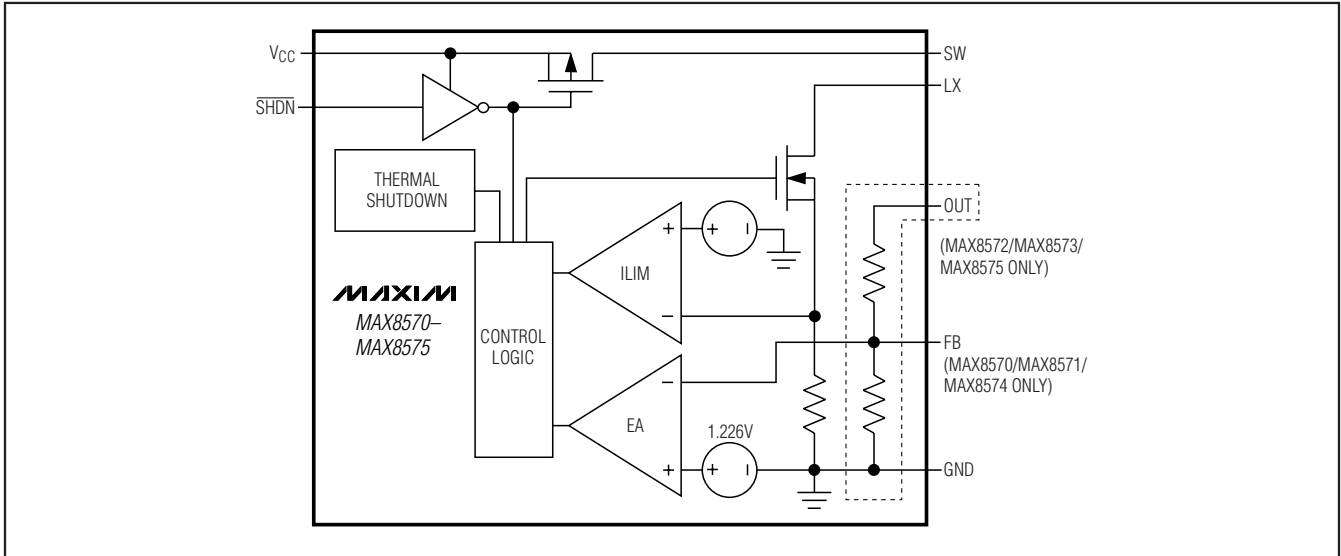 VCC
SW
LX
SHDN
THERMAL
SHUTDOWN
OUT
(MAX8572/MAX8573/
MAX8575 ONLY)
+
+
−
ILIM
−
MAXIM
MAX8570–
MAX8575
CONTROL
LOGIC
FB
(MAX8570/MAX8571/
MAX8574 ONLY)
−
EA
1.226V
+
+
−
GND